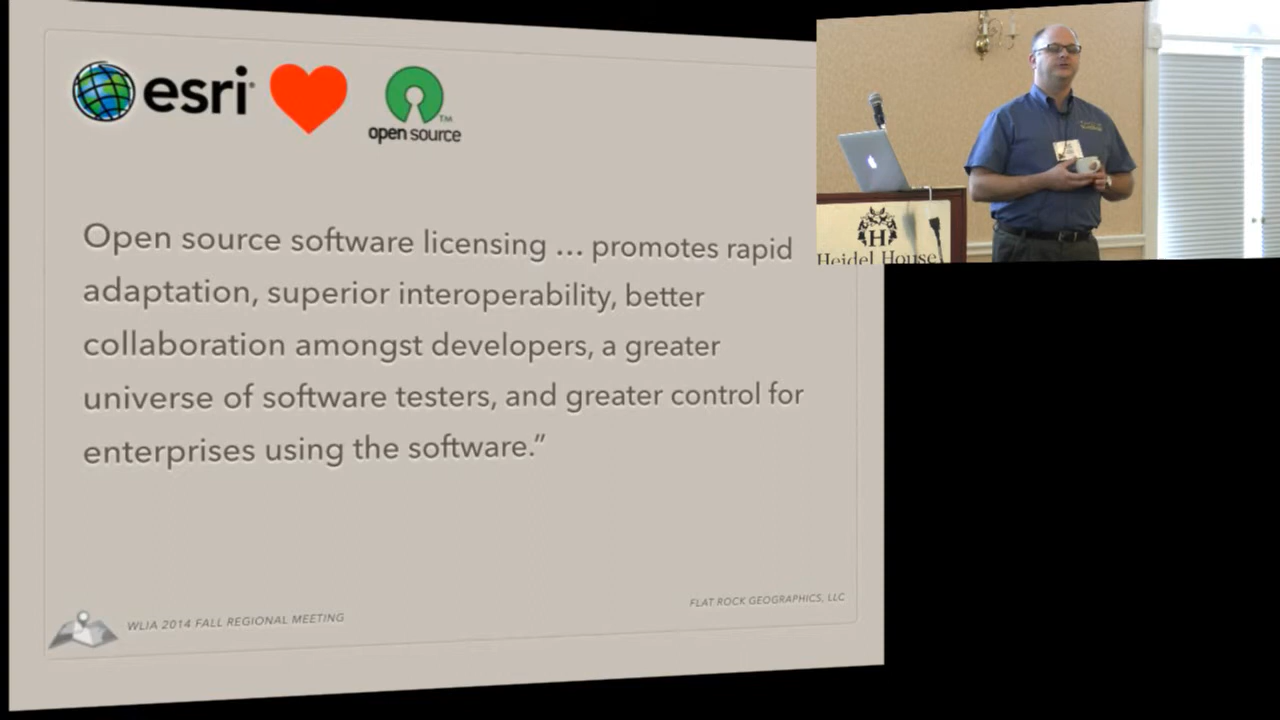 esri
open source™
Open source software licensing … promotes rapid
adaptation, superior interoperability, better
collaboration amongst developers, a greater
universe of software testers, and greater control for
enterprises using the software.”
WLIA 2014 FALL REGIONAL MEETING
FLAT ROCK GEOGRAPHICS, LLC
H
Heidel House